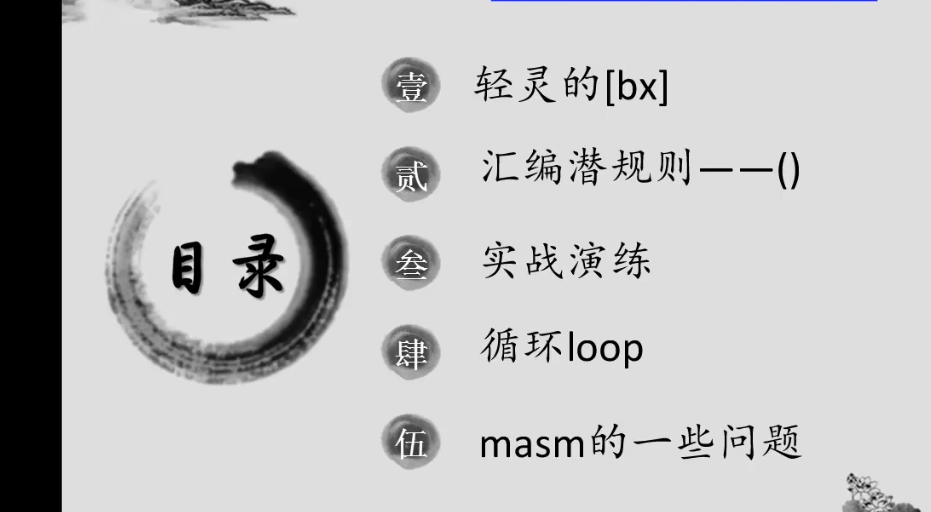 目录
壹 轻灵的[bx]
贰 汇编潜规则——()
叁 实战演练
肆 循环loop
伍 masm的一些问题